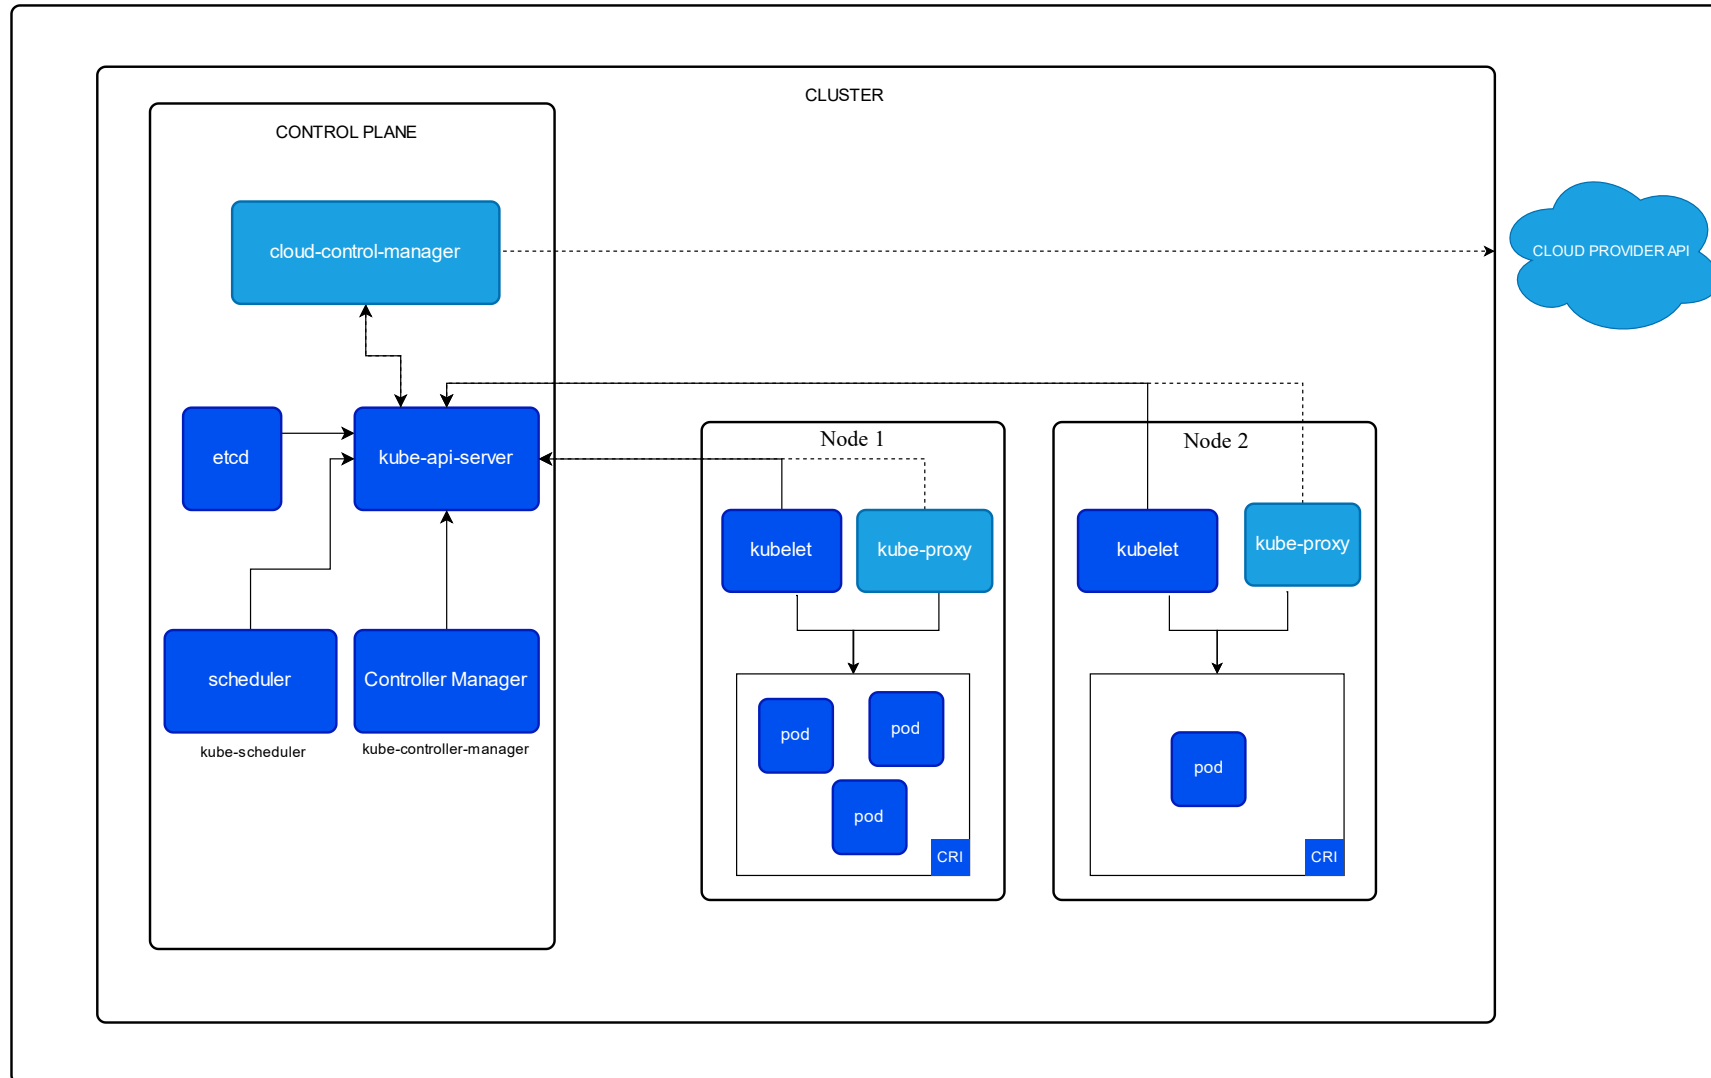 CLUSTER
CONTROL PLANE
cloud-control-manager
CLOUD PROVIDER API
etcd
kube-api-server
scheduler
kube-scheduler
Controller Manager
kube-controller-manager
Node 1
kubelet
kube-proxy
pod
pod
pod
CRI
Node 2
kubelet
kube-proxy
pod
CRI